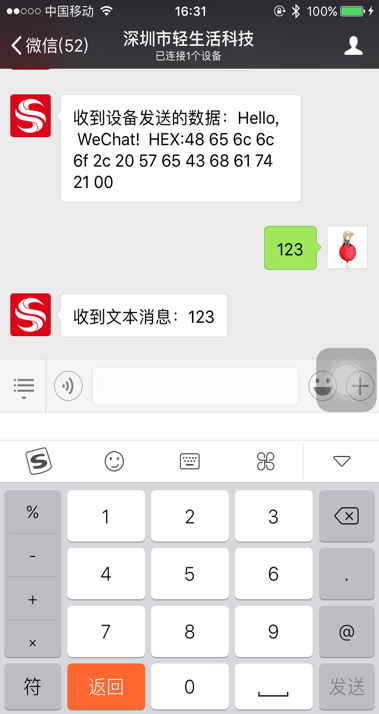 中国移动 16:31 100%
微信(52) 深圳市轻生活科技
已连接1个设备
收到设备发送的数据：Hello,
WeChat! HEX:48 65 6c 6c
6f 2c 20 57 65 43 68 61 74
21 00
123
收到文本消息：123
% 1 2 3
- 4 5 6 .
+ 7 8 9 @
×
符 返回 0 发送